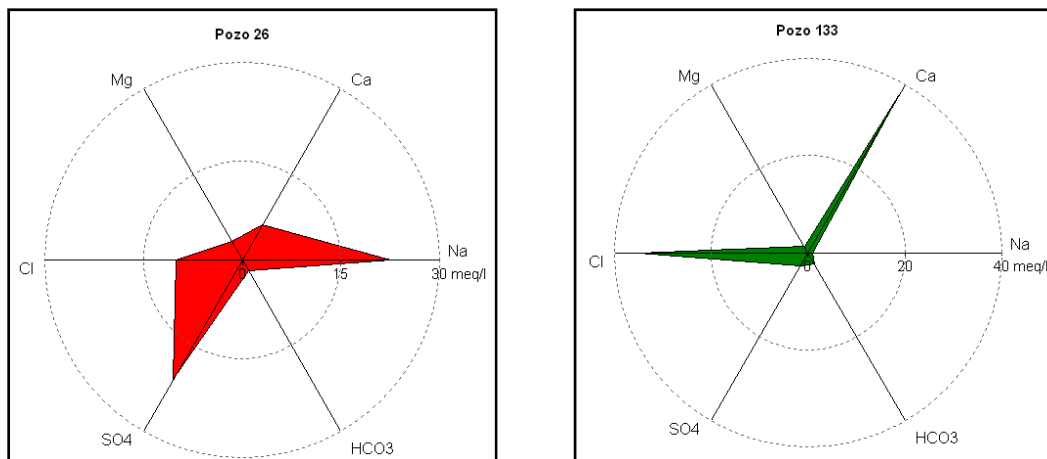 Pozo 26
Mg
Ca
Na
Cl
0
15
30 meq/l
SO4
HCO3
Pozo 133
Mg
Ca
Na
Cl
0
20
40 meq/l
SO4
HCO3